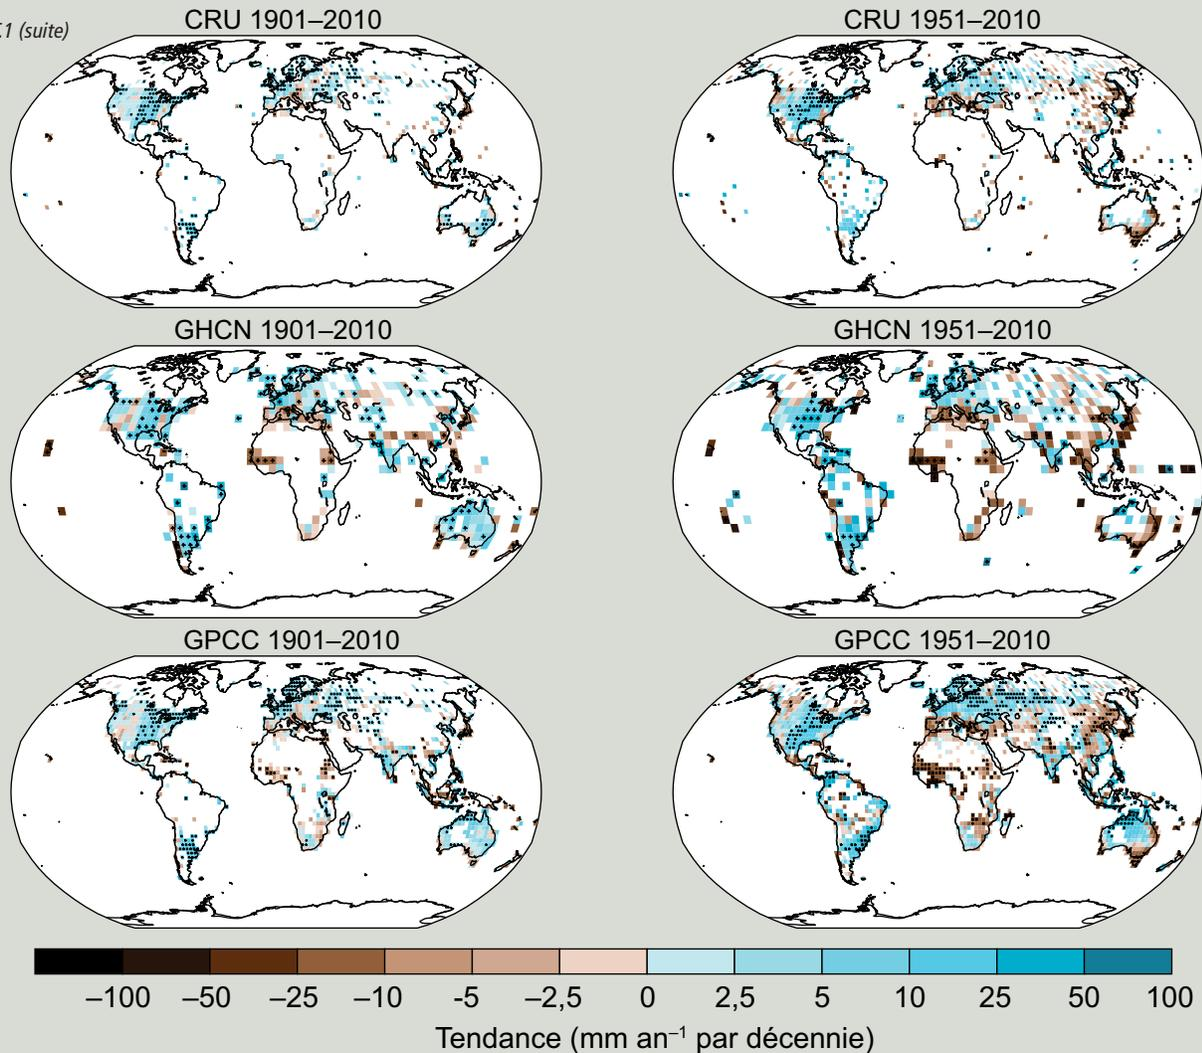 .1 (suite)
CRU 1901–2010
CRU 1951–2010
GHCN 1901–2010
GHCN 1951–2010
GPCC 1901–2010
GPCC 1951–2010
–100 –50 –25 –10 -5 –2,5 0 2,5 5 10 25 50 100
Tendance (mm an⁻¹ par décennie)